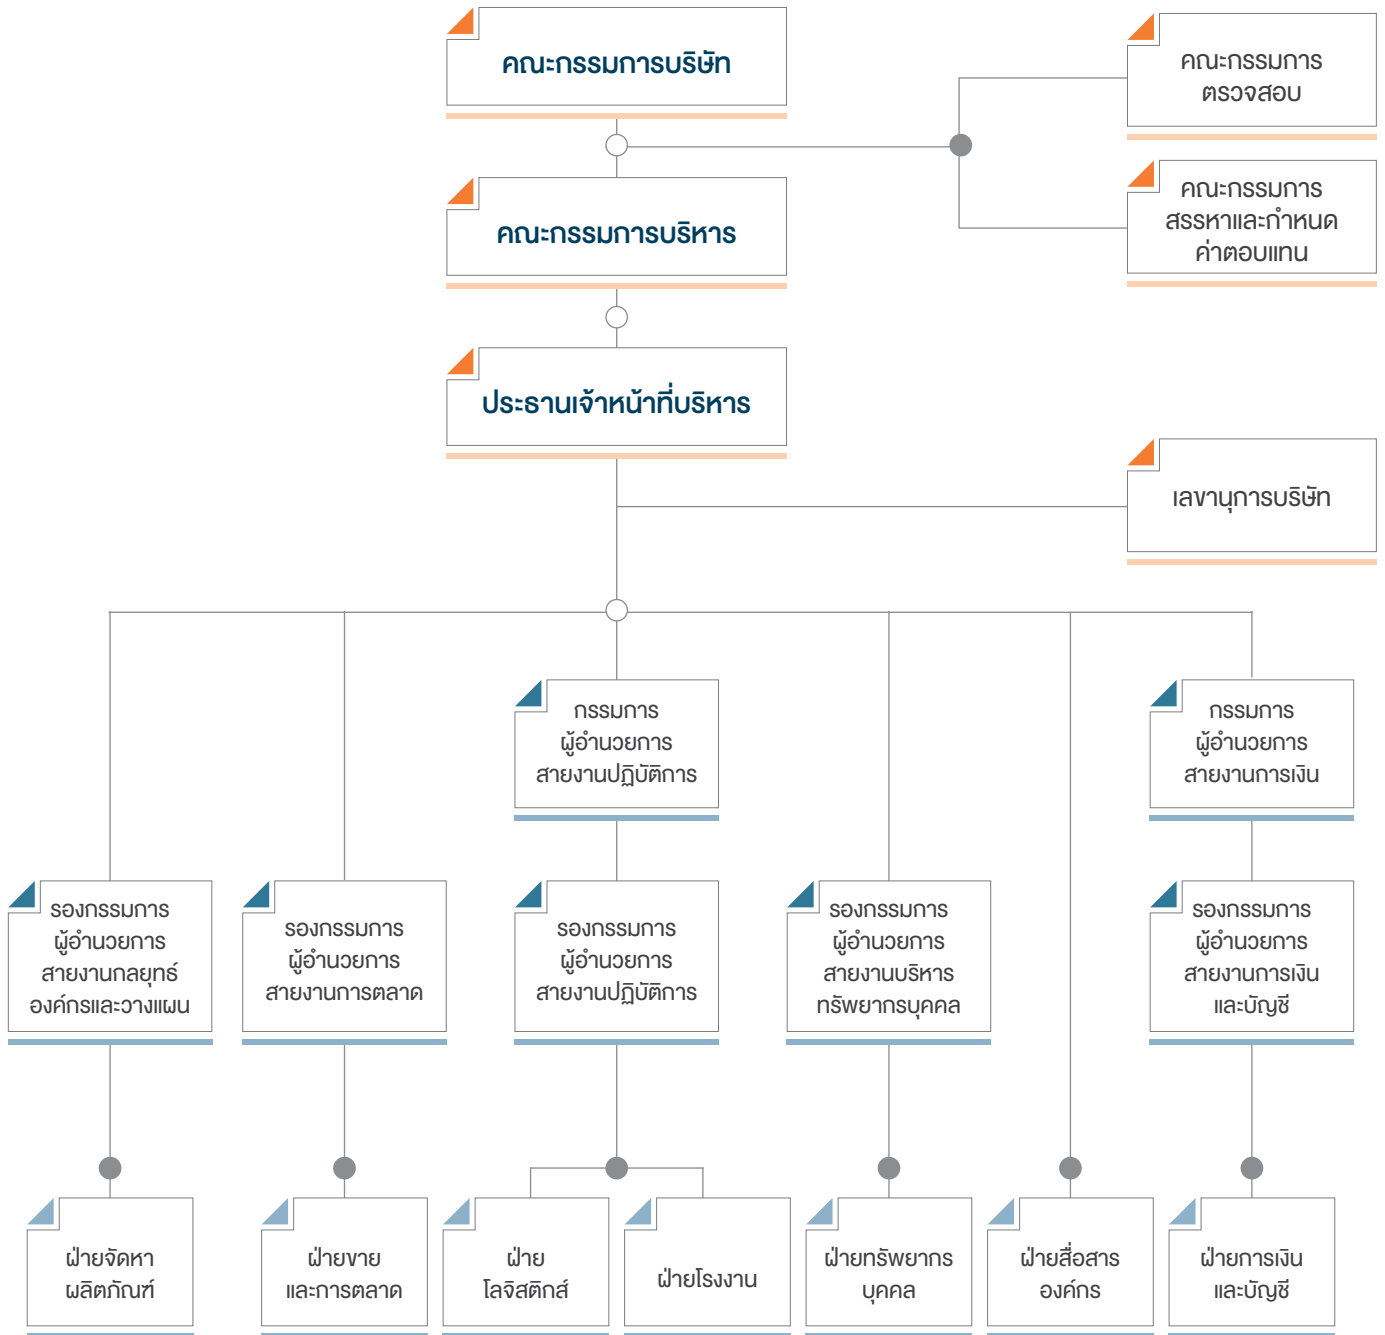 คณะกรรมการบริษัท
คณะกรรมการ
ตรวจสอบ
คณะกรรมการบริหาร
คณะกรรมการ
สรรหาและกำหนด
ค่าตอบแทน
ประธานเจ้าหน้าที่บริหาร
เลขานุการบริษัท
กรรมการ
ผู้อำนวยการ
สายงานปฏิบัติการ
กรรมการ
ผู้อำนวยการ
สายงานการเงิน
รองกรรมการ
ผู้อำนวยการ
สายงานกลยุทธ์
องค์กรและวางแผน
รองกรรมการ
ผู้อำนวยการ
สายงานการตลาด
รองกรรมการ
ผู้อำนวยการ
สายงานปฏิบัติการ
รองกรรมการ
ผู้อำนวยการ
สายงานบริหาร
ทรัพยากรบุคคล
รองกรรมการ
ผู้อำนวยการ
สายงานการเงิน
และบัญชี
ฝ่ายจัดหา
ผลิตภัณฑ์
ฝ่ายขาย
และการตลาด
ฝ่าย
โลจิสติกส์
ฝ่ายโรงงาน
ฝ่ายทรัพยากร
บุคคล
ฝ่ายสื่อสาร
องค์กร
ฝ่ายการเงิน
และบัญชี